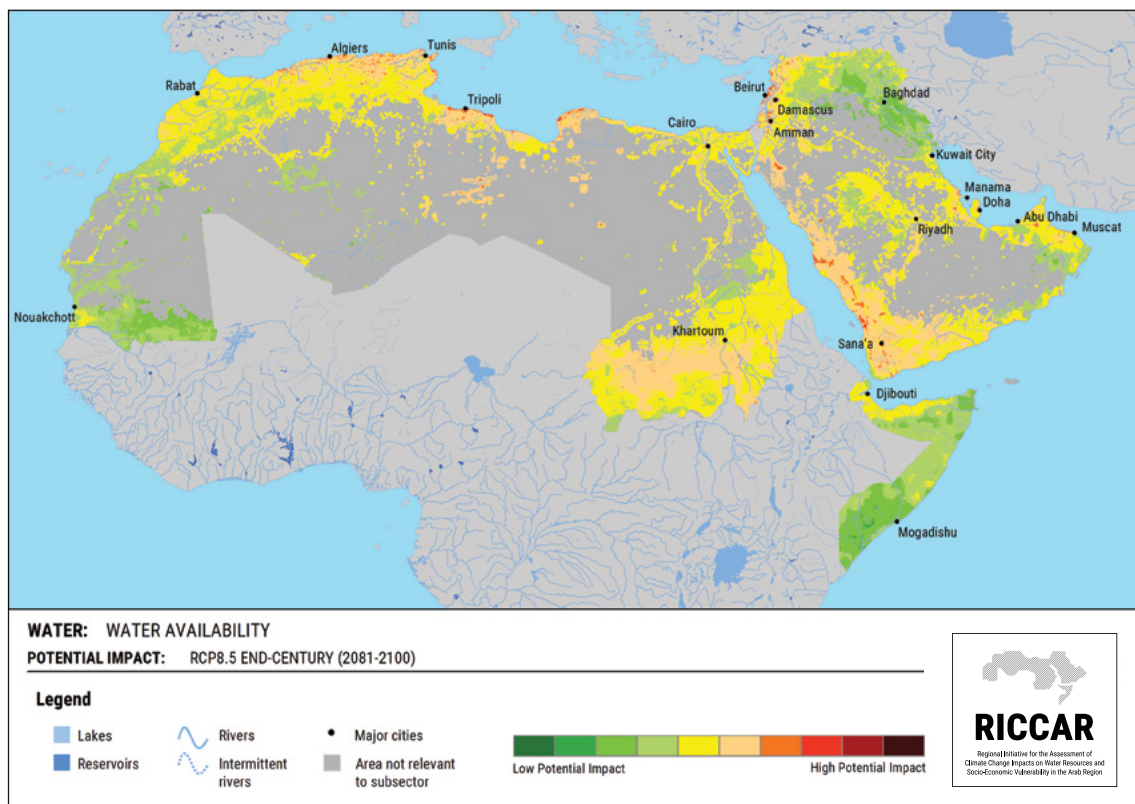 Algiers
Tunis
Rabat
Tripoli
Beirut
Damascus
Baghdad
Cairo
Amman
Kuwait City
Manama
Doha
Abu Dhabi
Riyadh
Muscat
Nouakchott
Khartoum
Sana'a
Djibouti
Mogadishu
WATER: WATER AVAILABILITY
POTENTIAL IMPACT: RCP8.5 END-CENTURY (2081-2100)
Legend
Lakes
Rivers
Major cities
Reservoirs
Intermittent
rivers
Area not relevant
to subsector
Low Potential Impact
High Potential Impact
RICCAR
Regional Initiative for the Assessment of
Climate Change Impacts on Water Resources and
Socio-Economic Vulnerability in the Arab Region